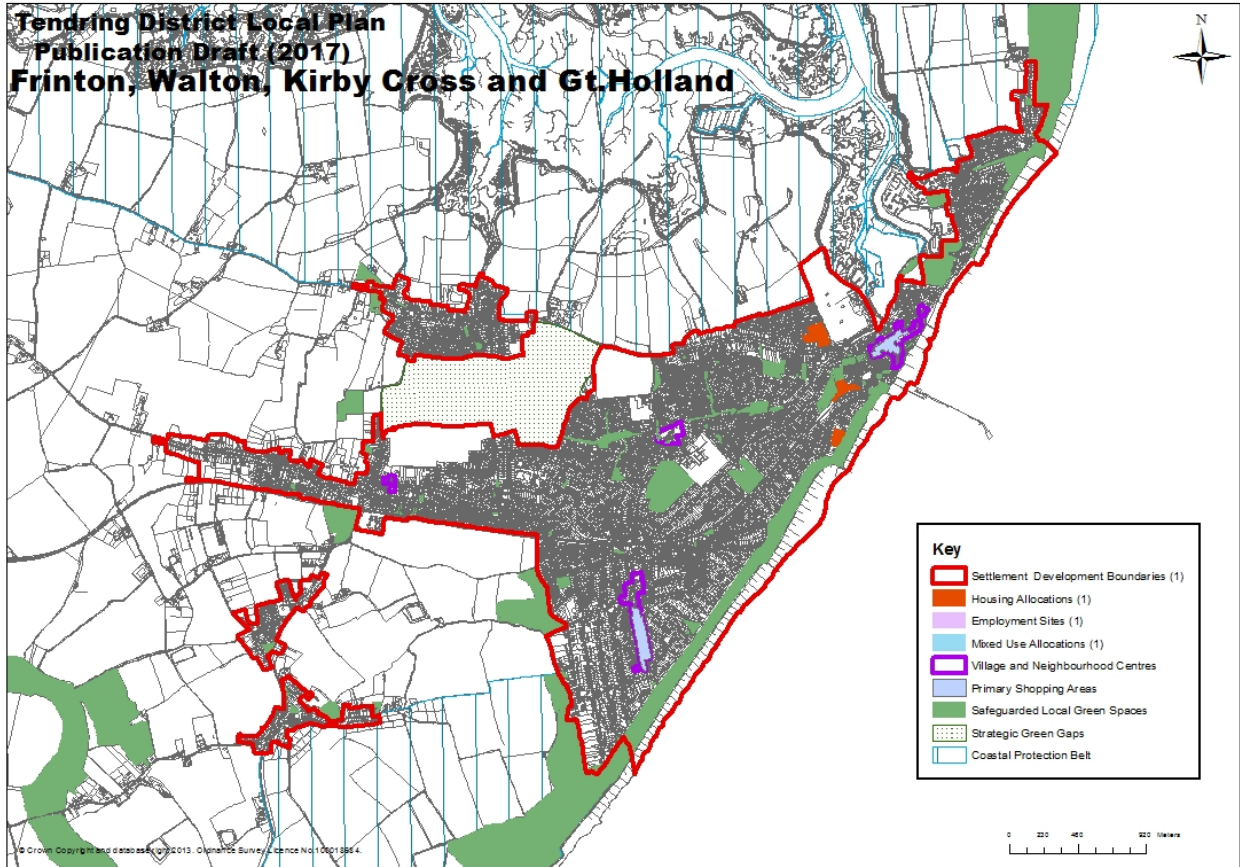 Tendring District Local Plan
Publication Draft (2017)
Frinton, Walton, Kirby Cross and Gt.Holland
N
Key
Settlement Development Boundaries (1)
Housing Allocations (1)
Employment Sites (1)
Mixed Use Allocations (1)
Village and Neighbourhood Centres
Primary Shopping Areas
Safeguarded Local Green Spaces
Strategic Green Gaps
Coastal Protection Belt
0 230 460 920 Meters
© Crown Copyright and database right 2013. Ordnance Survey Licence No.